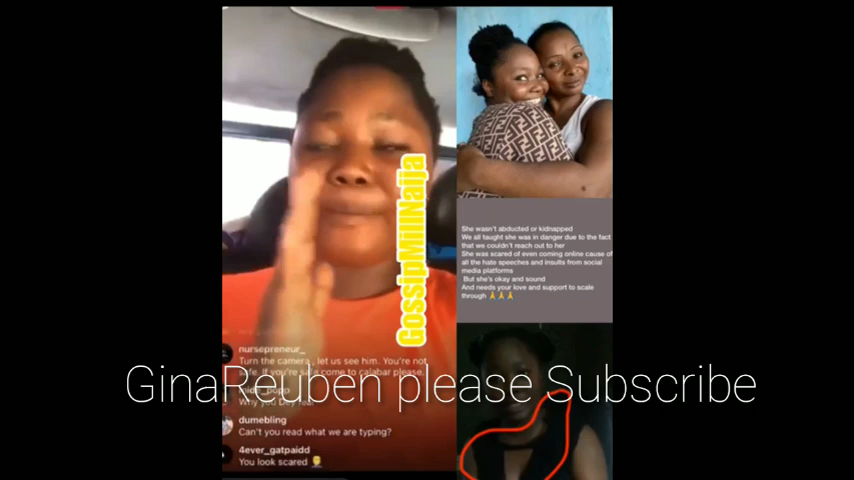 GossipMillNaija
She wasn't abducted or kidnapped
We all taught she was in danger due to the fact
that we couldn't reach out to her
She was scared of even coming online cause of
all the hate speeches and insults from social
media platforms
But she's okay and sound
And needs your love and support to scale
through 🙏🙏🙏
nursepreneur_
Turn the camera , let us see him. You're not
safe. If you're safe come to calabar please,
GinaReuben please Subscribe
Why you Dey
dumebling
Can't you read what we are typing?
4ever_gatpaidd
You look scared